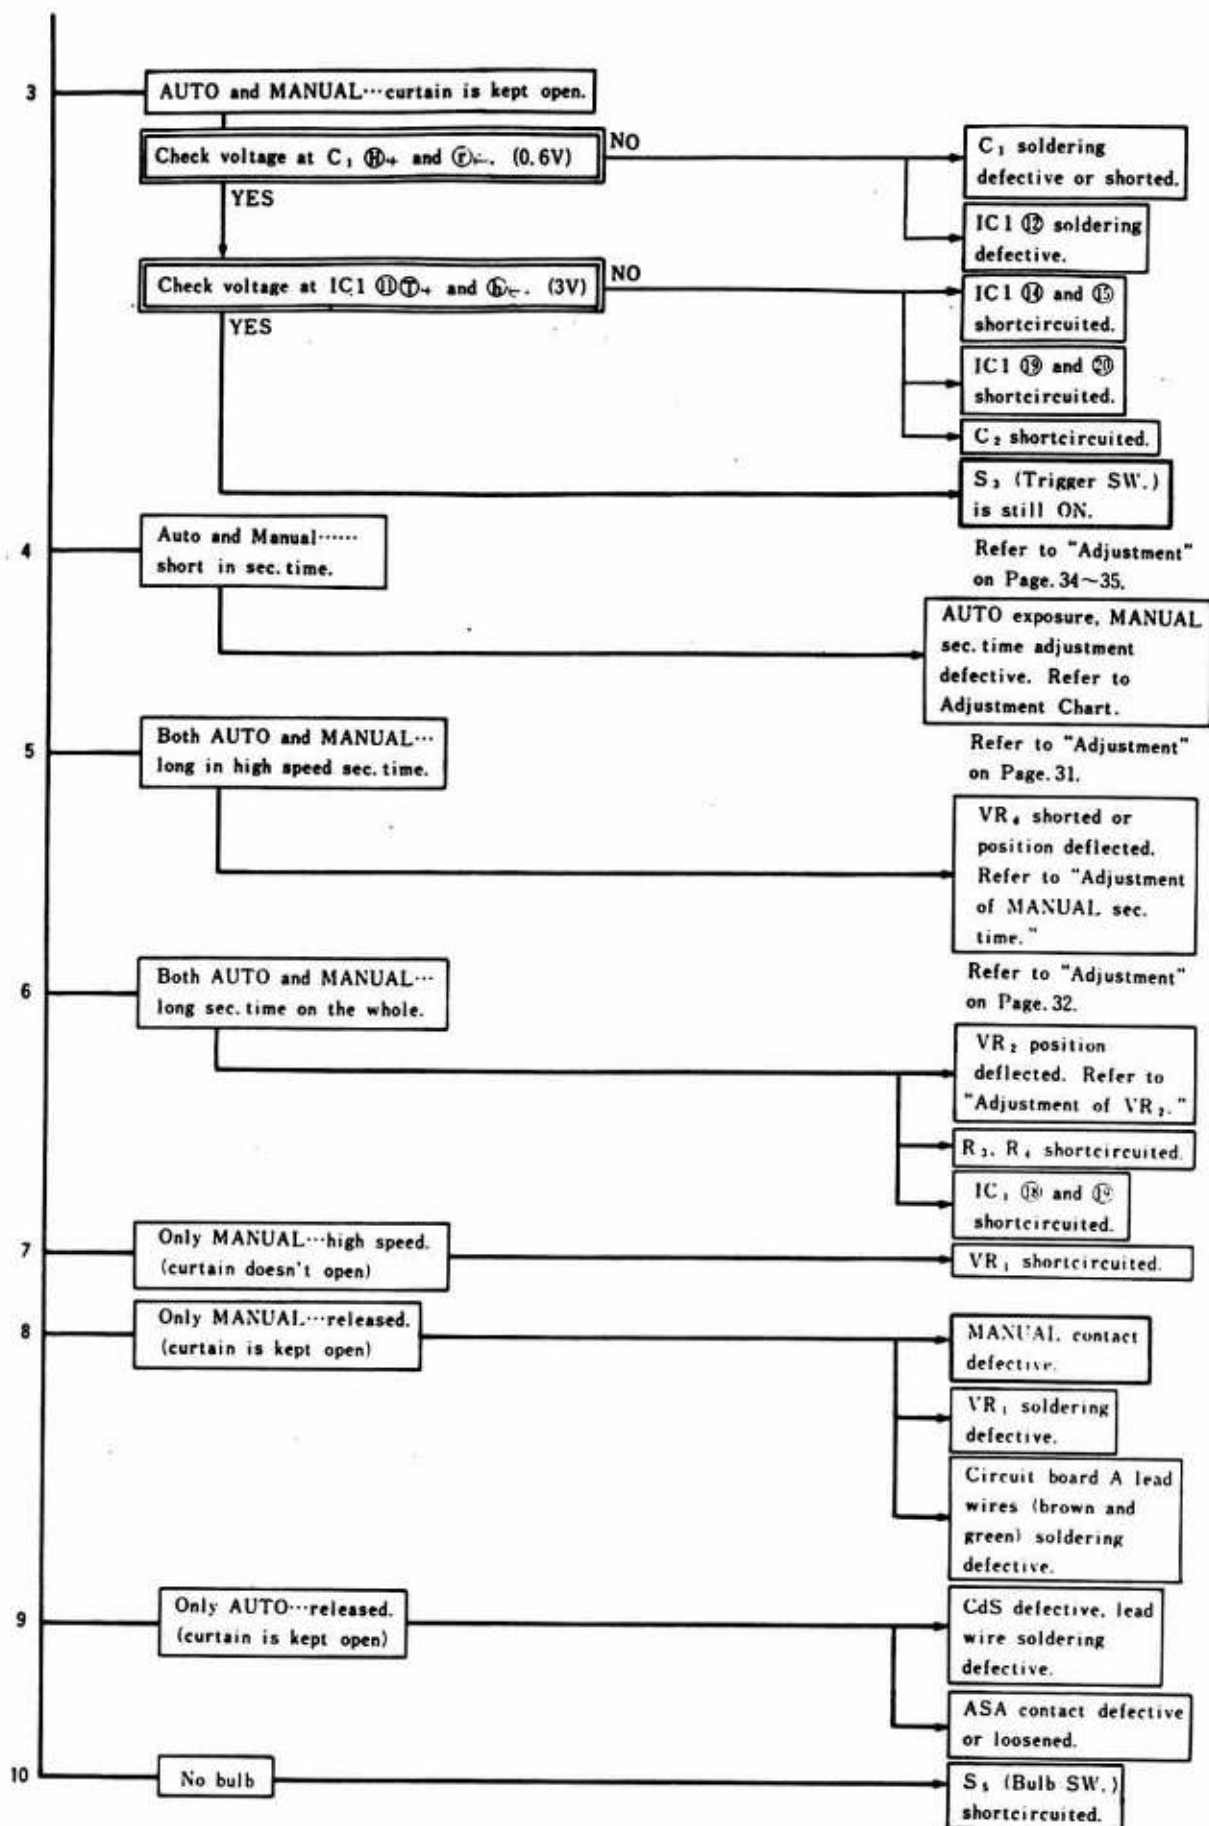 3
AUTO and MANUAL···curtain is kept open.
Check voltage at C₁ Ⓗ+ and ⓡ-. (0.6V)
NO
C₁ soldering
defective or shorted.
YES
IC1 ⑫ soldering
defective.
Check voltage at IC1 ⑪Ⓣ+ and ⓗ-. (3V)
NO
IC1 ⑭ and ⑮
shortcircuited.
YES
IC1 ⑲ and ⑳
shortcircuited.
C₂ shortcircuited.
S₃ (Trigger SW.)
is still ON.
4
Auto and Manual······
short in sec.time.
Refer to "Adjustment"
on Page.34~35.
AUTO exposure, MANUAL
sec.time adjustment
defective. Refer to
Adjustment Chart.
5
Both AUTO and MANUAL···
long in high speed sec.time.
Refer to "Adjustment"
on Page.31.
VR₄ shorted or
position deflected.
Refer to "Adjustment
of MANUAL sec.
time."
6
Both AUTO and MANUAL···
long sec.time on the whole.
Refer to "Adjustment"
on Page.32.
VR₂ position
deflected. Refer to
"Adjustment of VR₂."
R₃, R₄ shortcircuited.
IC₁ ⑱ and ⑲
shortcircuited.
7
Only MANUAL···high speed.
(curtain doesn't open)
VR₁ shortcircuited.
8
Only MANUAL···released.
(curtain is kept open)
MANUAL contact
defective.
VR₁ soldering
defective.
Circuit board A lead
wires (brown and
green) soldering
defective.
9
Only AUTO···released.
(curtain is kept open)
CdS defective, lead
wire soldering
defective.
ASA contact defective
or loosened.
10
No bulb
S₅ (Bulb SW.)
shortcircuited.